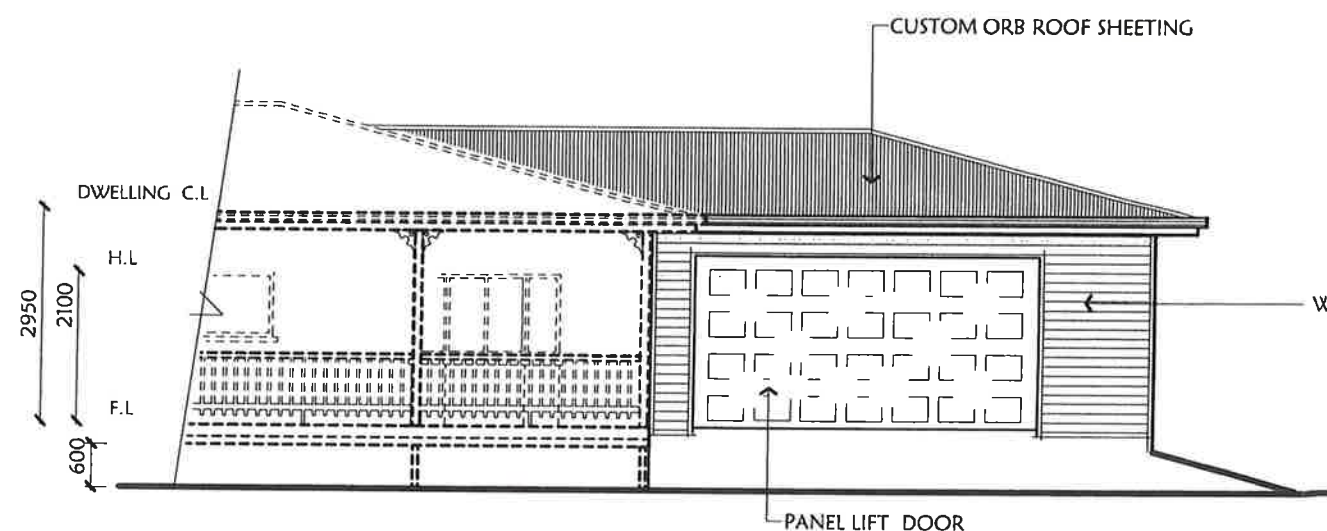 CUSTOM ORB ROOF SHEETING
DWELLING C.L
H.L
2950
2100
W
F.L
600
PANEL LIFT DOOR